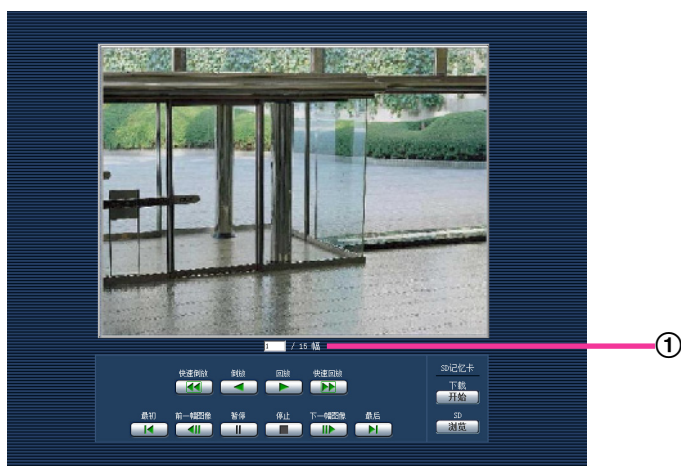 1 / 15 幅
①
快速倒放 倒放 回放 快速回放
最初 前一幅图像 暂停 停止 下一幅图像 最后
SD记忆卡
下载
开始
SD
浏览